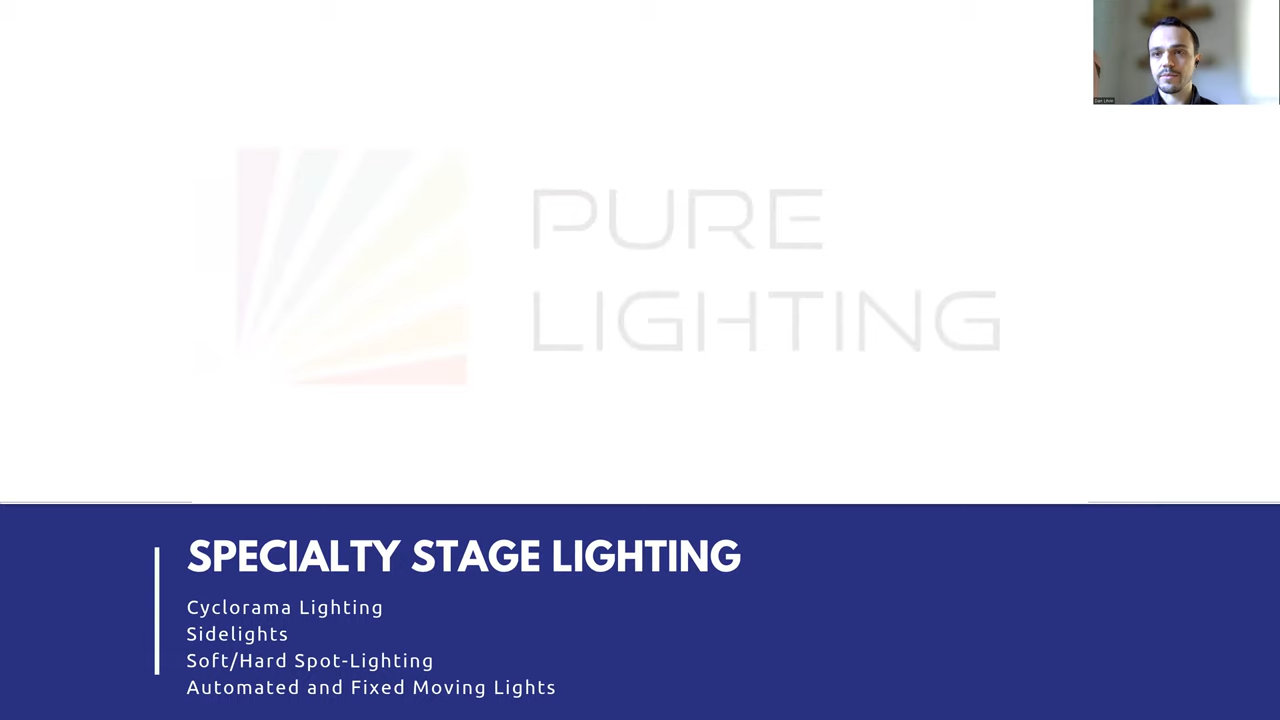 PURE
LIGHTING
SPECIALTY STAGE LIGHTING
Cyclorama Lighting
Sidelights
Soft/Hard Spot-Lighting
Automated and Fixed Moving Lights